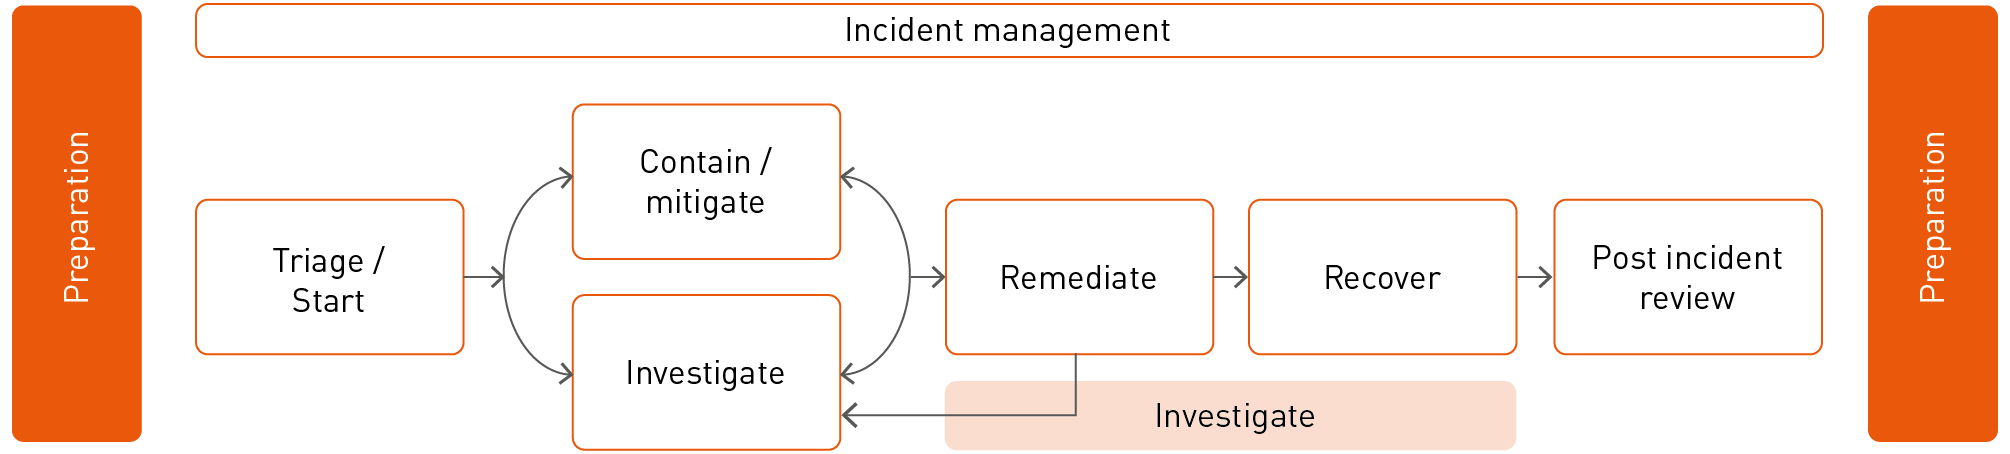 Preparation
Incident management
Triage /
Start
Contain /
mitigate
Investigate
Remediate
Recover
Post incident
review
Investigate
Preparation